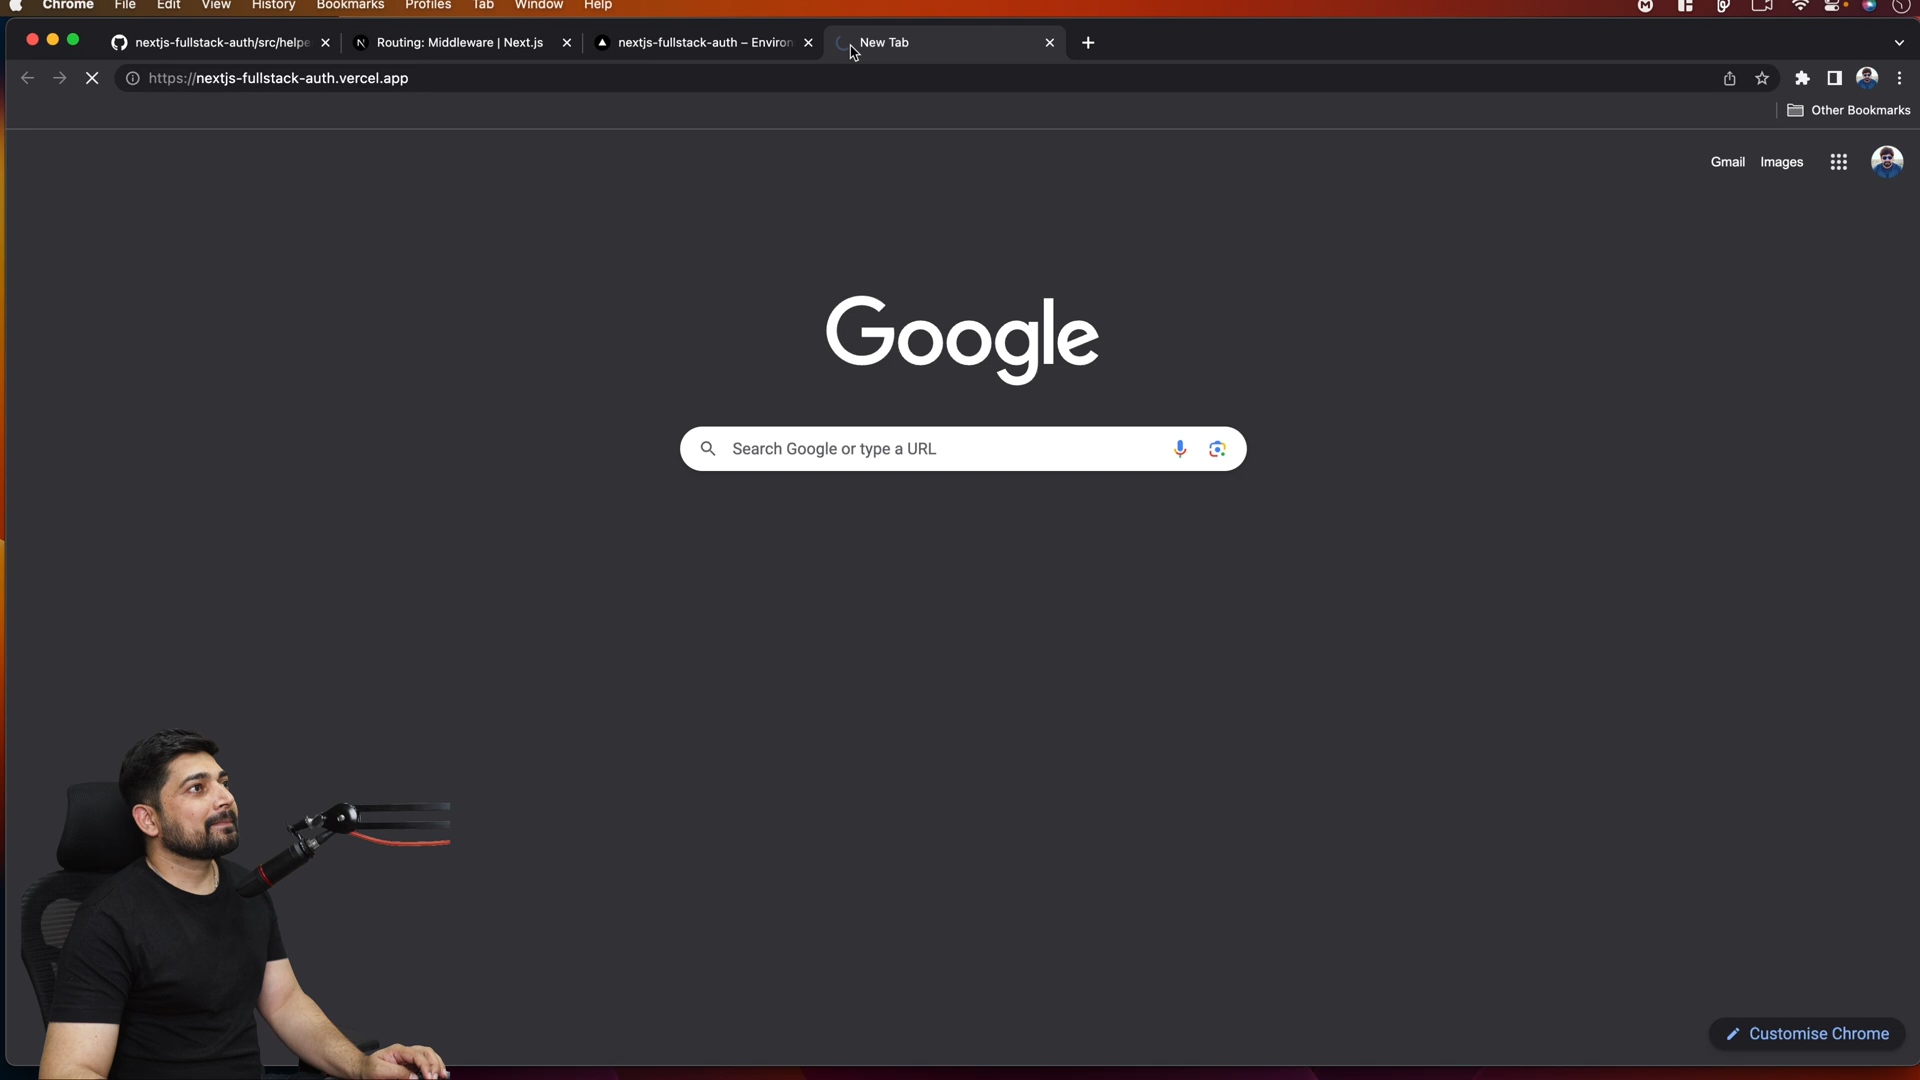 Chrome File Edit View History Bookmarks Profiles Tab Window Help
nextjs-fullstack-auth/src/helpe
Routing: Middleware | Next.js
nextjs-fullstack-auth – Environ
New Tab
https://nextjs-fullstack-auth.vercel.app
Other Bookmarks
Gmail Images
Google
Search Google or type a URL
Customise Chrome